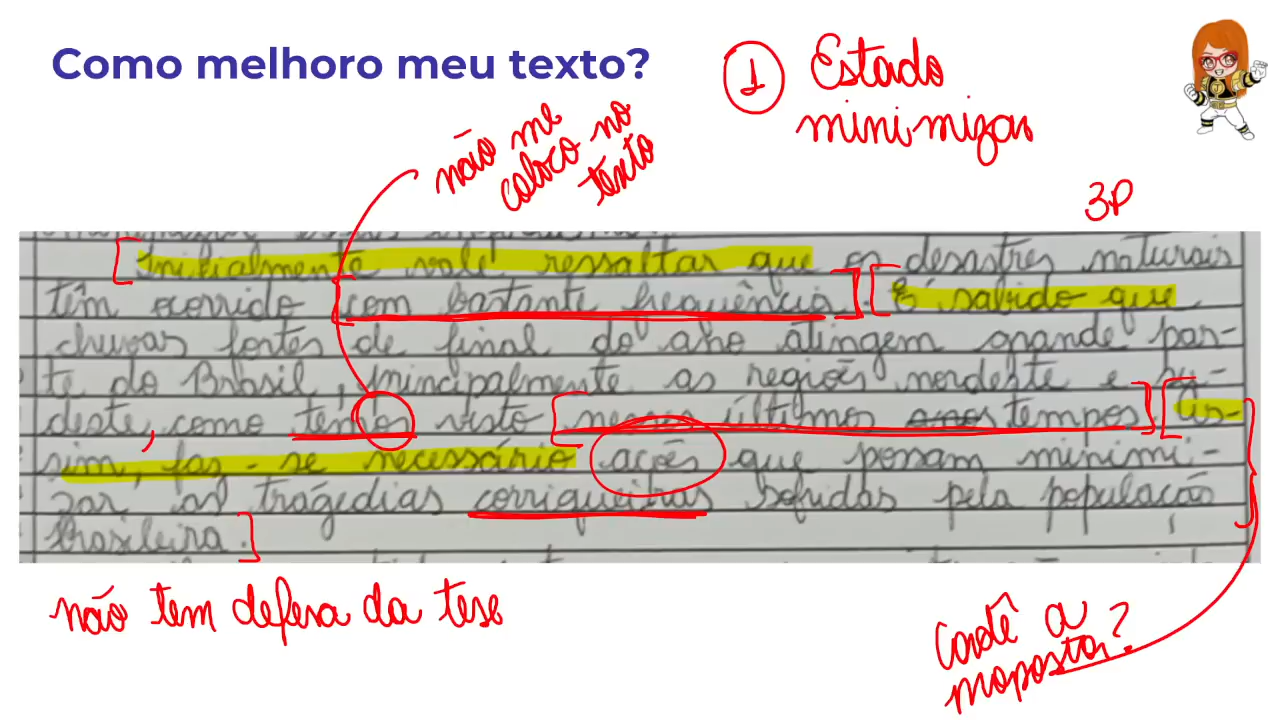 Como melhoro meu texto?
1 Estado
minimizar
não me
coloco no
texto
3P
Inicialmente vale ressaltar que os desastres naturais
têm ocorrido com bastante frequência. É sabido que
chuvas fortes de final do ano atingem grande par-
te do Brasil, principalmente as regiões nordeste e su-
deste, como temos visto nesses últimos anos tempos. As-
sim, faz-se necessário ações que possam minimi-
zar as tragédias corriqueiras sofridas pela população
brasileira.
não tem defesa da tese
cadê a
proposta?